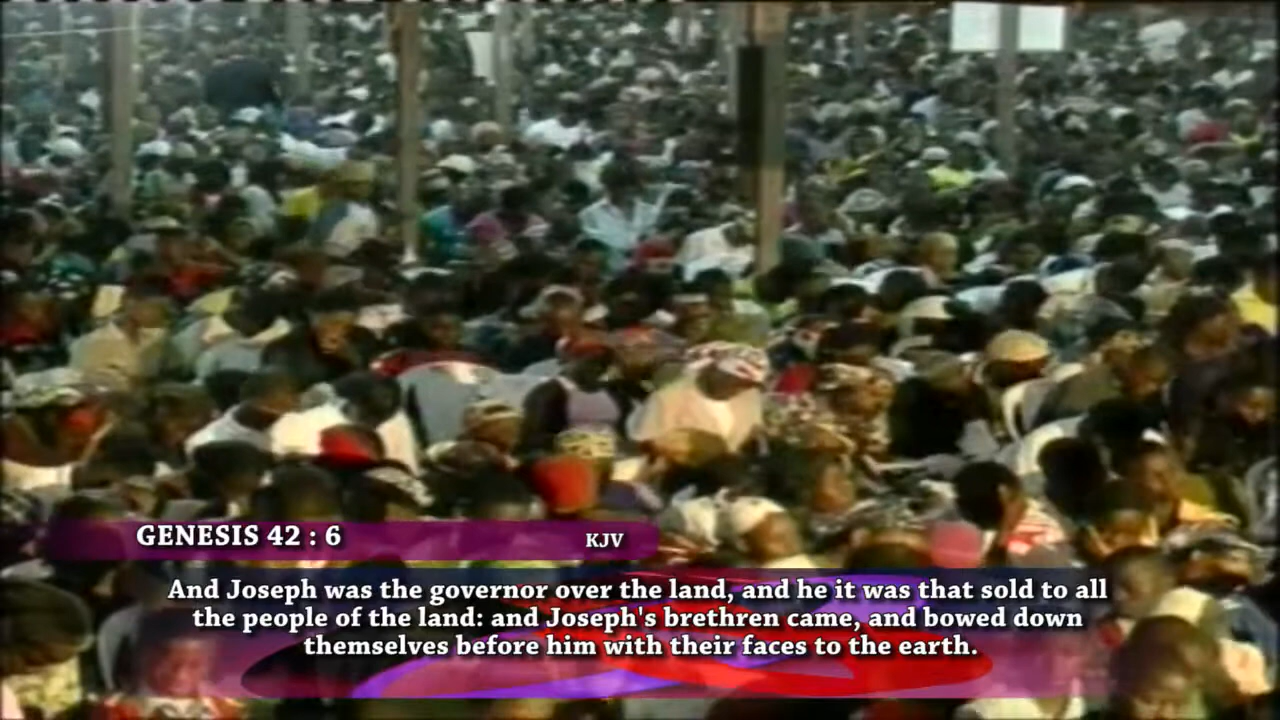 GENESIS 42 : 6
KJV
And Joseph was the governor over the land, and he it was that sold to all
the people of the land: and Joseph's brethren came, and bowed down
themselves before him with their faces to the earth.